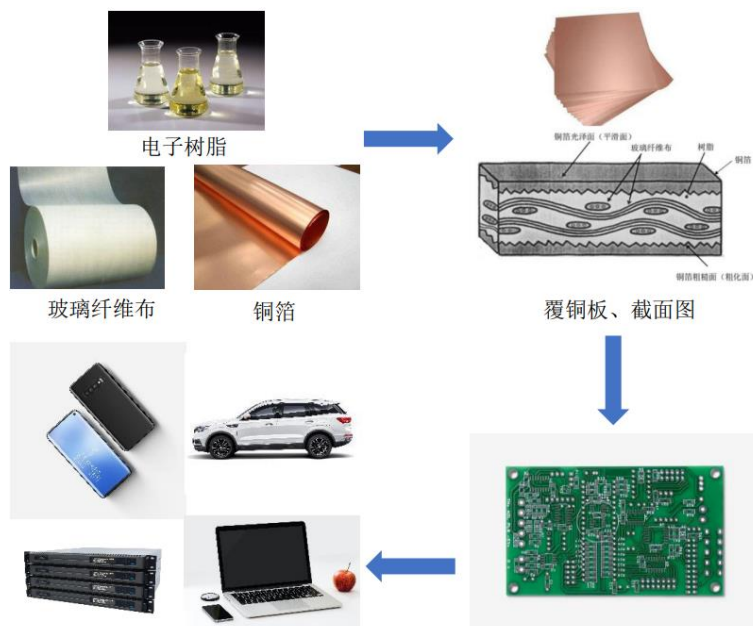 电子树脂
玻璃纤维布
铜箔
铜箔光泽面（平滑面）
玻璃纤维布
树脂
铜箔
铜箔粗糙面（粗化面）
覆铜板、截面图